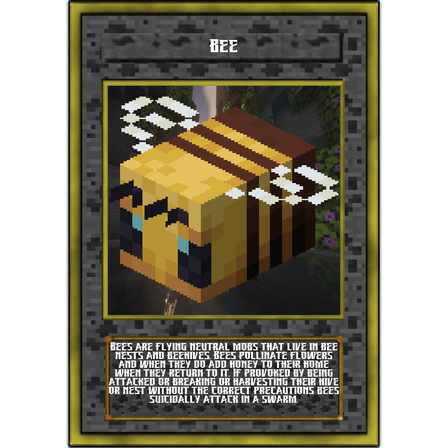 BEE
BEES ARE FLYING NEUTRAL MOBS THAT LIVE IN BEE
NESTS AND BEEHIVES. BEES POLLINATE FLOWERS
AND WHEN THEY DO ADD HONEY TO THEIR HOME
WHEN THEY RETURN TO IT. IF PROVOKED BY BEING
ATTACKED OR BREAKING OR HARVESTING THEIR HIVE
OR NEST WITHOUT THE CORRECT PRECAUTIONS BEES
SUICIDALLY ATTACK IN A SWARM.